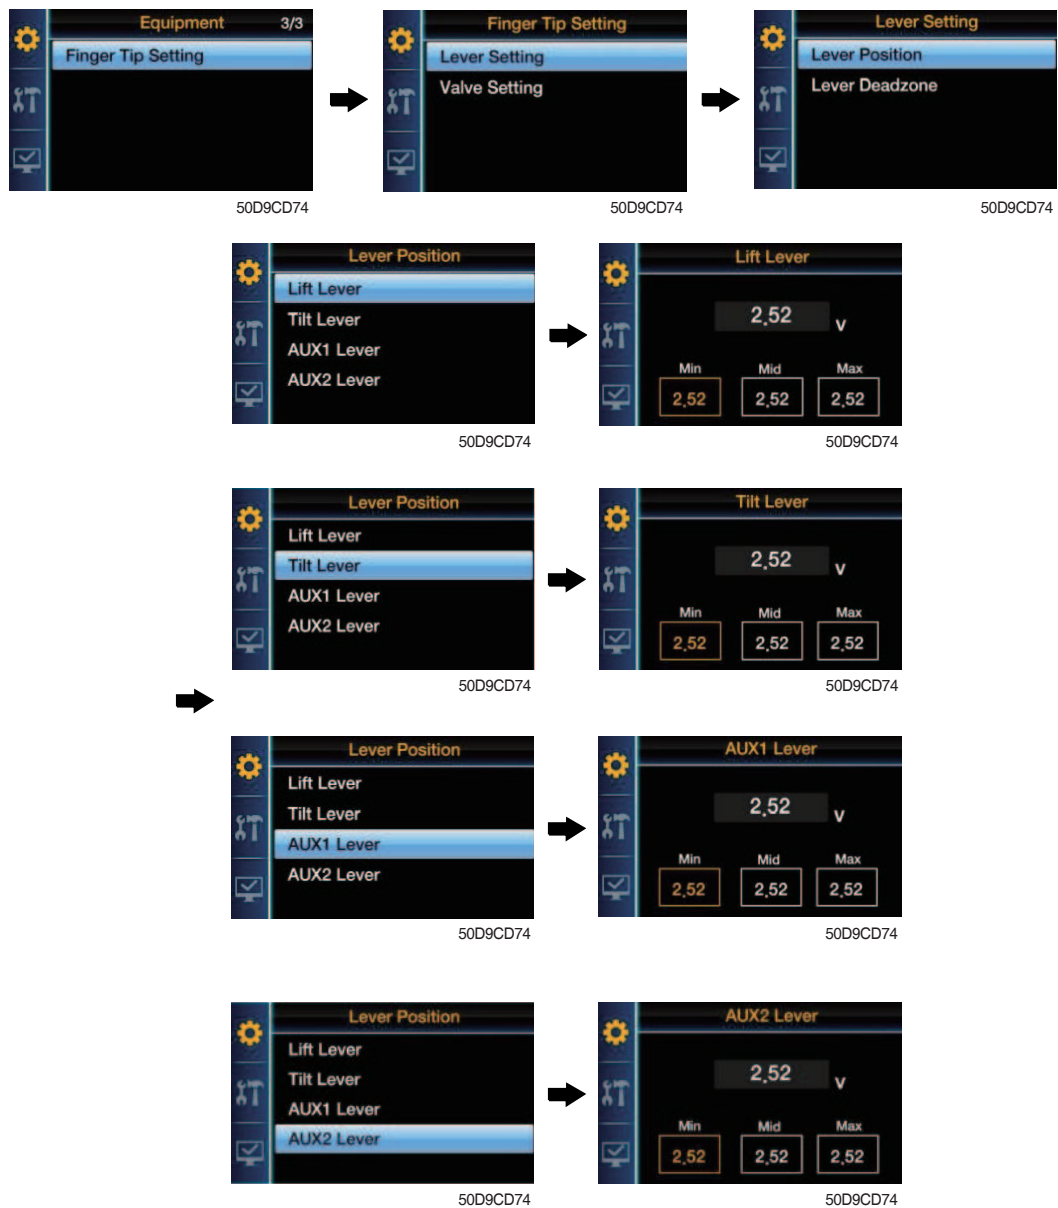 Equipment 3/3
Finger Tip Setting
50D9CD74
Finger Tip Setting
Lever Setting
Valve Setting
50D9CD74
Lever Setting
Lever Position
Lever Deadzone
50D9CD74
Lever Position
Lift Lever
Tilt Lever
AUX1 Lever
AUX2 Lever
50D9CD74
Lift Lever
2.52 V
Min Mid Max
2.52 2.52 2.52
50D9CD74
Lever Position
Lift Lever
Tilt Lever
AUX1 Lever
AUX2 Lever
50D9CD74
Tilt Lever
2.52 V
Min Mid Max
2.52 2.52 2.52
50D9CD74
Lever Position
Lift Lever
Tilt Lever
AUX1 Lever
AUX2 Lever
50D9CD74
AUX1 Lever
2.52 V
Min Mid Max
2.52 2.52 2.52
50D9CD74
Lever Position
Lift Lever
Tilt Lever
AUX1 Lever
AUX2 Lever
50D9CD74
AUX2 Lever
2.52 V
Min Mid Max
2.52 2.52 2.52
50D9CD74